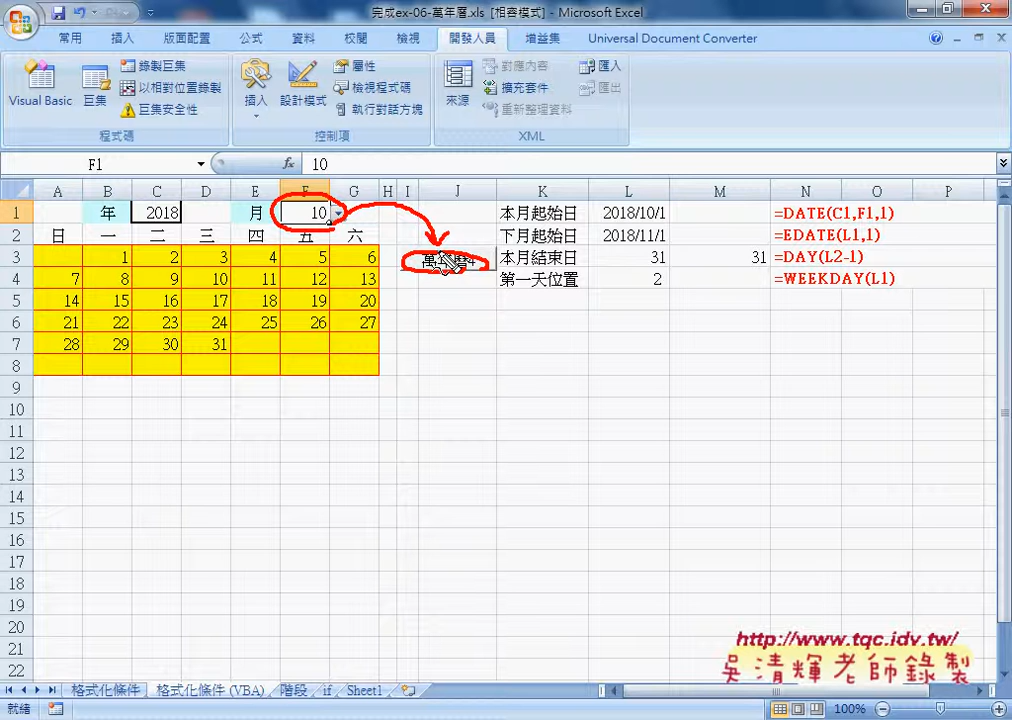 完成ex-06-萬年曆.xls [相容模式] - Microsoft Excel
常用 插入 版面配置 公式 資料 校閱 檢視 開發人員 增益集 Universal Document Converter
Visual Basic 巨集 錄製巨集 以相對位置錄製 巨集安全性 插入 設計模式 屬性 檢視程式碼 執行對話方塊 來源 對應內容 擴充套件 重新整理資料 匯入 匯出
程式碼 控制項 XML
F1 fx 10
A B C D E F G H I J K L M N O P
1 年 2018 月 10 本月起始日 2018/10/1 =DATE(C1,F1,1)
2 日 一 二 三 四 五 六 下月起始日 2018/11/1 =EDATE(L1,1)
3 1 2 3 4 5 6 萬年曆4 本月結束日 31 31 =DAY(L2-1)
4 7 8 9 10 11 12 13 第一天位置 2 =WEEKDAY(L1)
5 14 15 16 17 18 19 20
6 21 22 23 24 25 26 27
7 28 29 30 31
8
9
10
11
12
13
14
15
16
17
18
19
20
21
22
http://www.tqc.idv.tw/
吳清輝老師錄製
格式化條件 格式化條件 (VBA) 階段 if Sheet1
就緒 100%